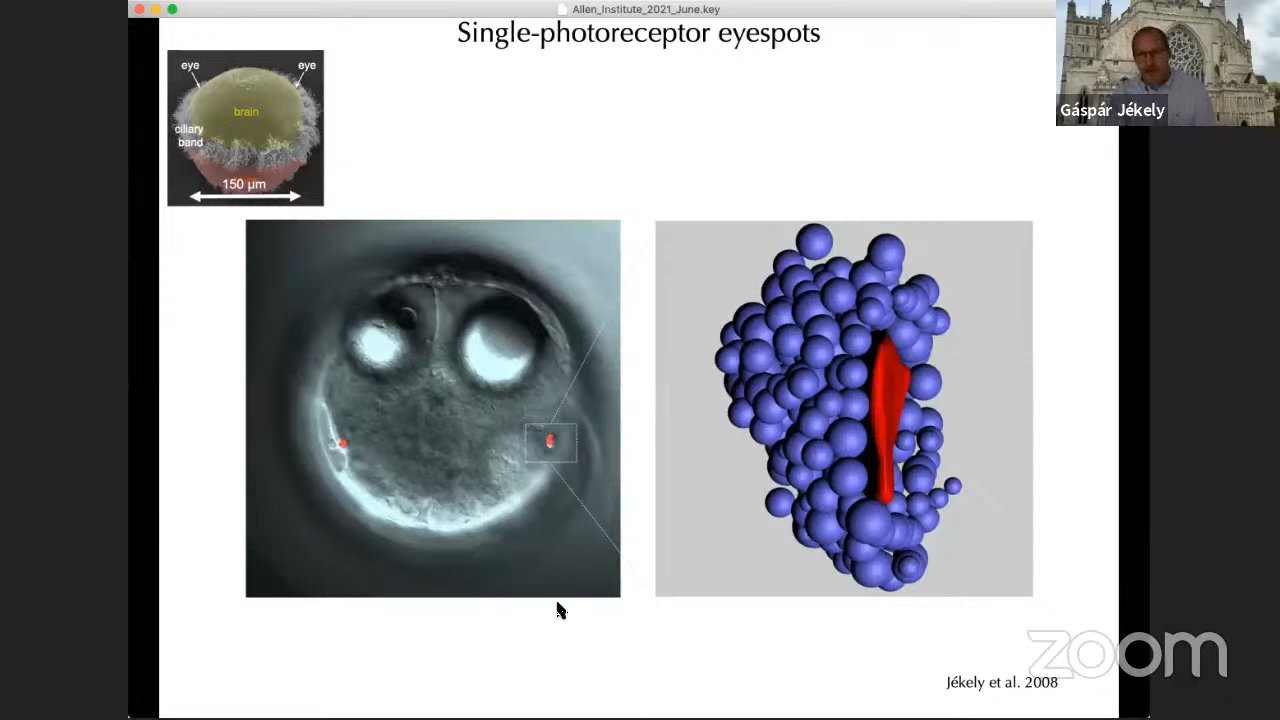 Allen_Institute_2021_June.key
Single-photoreceptor eyespots
eye
eye
brain
ciliary
band
150 μm
Gáspár Jékely
zoom
Jékely et al. 2008